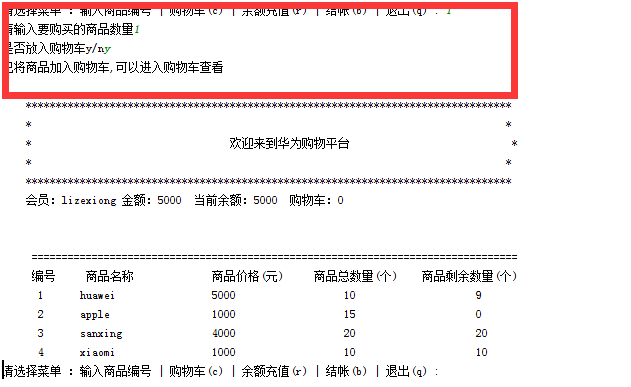 请选择菜单 : 输入商品编号 | 购物车(c) | 余额充值(r) | 结帐(b) | 退出(q) : 1
请输入要购买的商品数量1
是否放入购物车y/ny
已将商品加入购物车,可以进入购物车查看
*********************************************************************************
* *
* 欢迎来到华为购物平台 *
* *
*********************************************************************************
会员: lizexiong 金额: 5000 当前余额: 5000 购物车: 0
=================================================================================
编号 商品名称 商品价格(元) 商品总数量(个) 商品剩余数量(个)
1 huawei 5000 10 9
2 apple 1000 15 0
3 sanxing 4000 20 20
4 xiaomi 1000 10 10
请选择菜单 : 输入商品编号 | 购物车(c) | 余额充值(r) | 结帐(b) | 退出(q) :